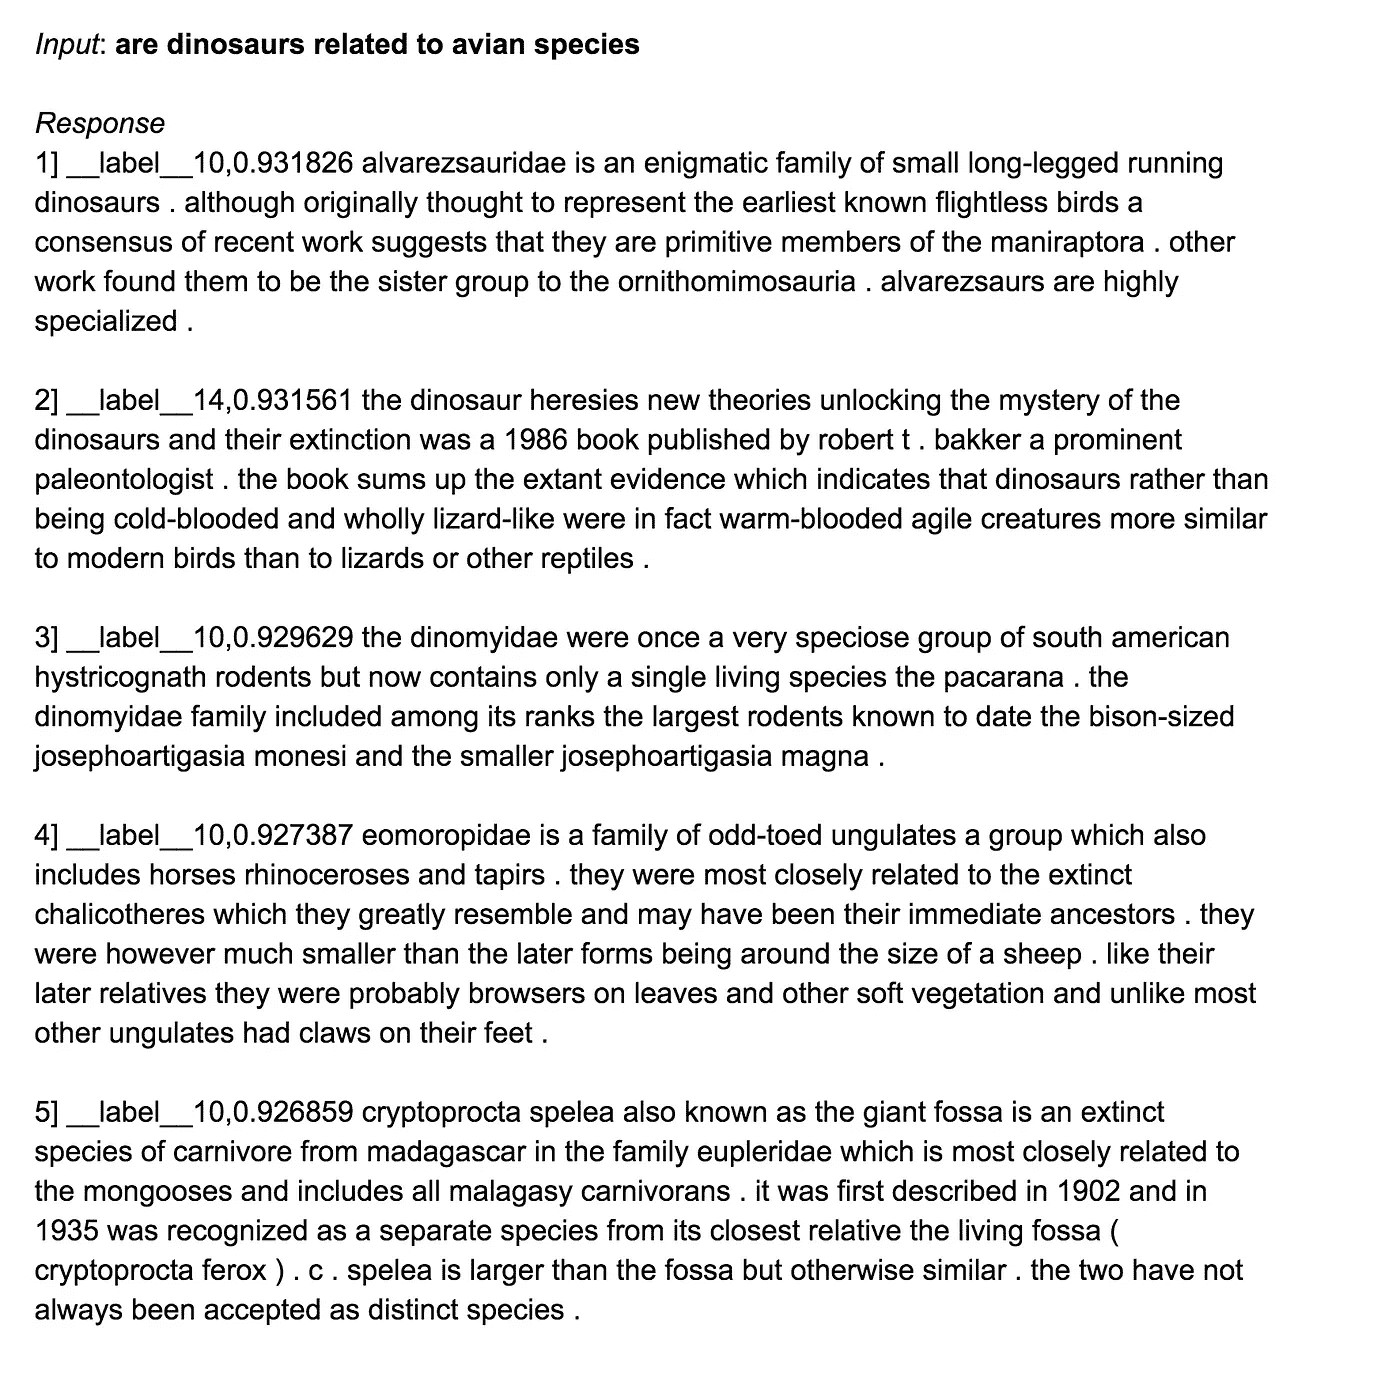 Input: are dinosaurs related to avian species
Response
1] __label__10,0.931826 alvarezsauridae is an enigmatic family of small long-legged running
dinosaurs . although originally thought to represent the earliest known flightless birds a
consensus of recent work suggests that they are primitive members of the maniraptora . other
work found them to be the sister group to the ornithomimosauria . alvarezsaurs are highly
specialized .
2] __label__14,0.931561 the dinosaur heresies new theories unlocking the mystery of the
dinosaurs and their extinction was a 1986 book published by robert t . bakker a prominent
paleontologist . the book sums up the extant evidence which indicates that dinosaurs rather than
being cold-blooded and wholly lizard-like were in fact warm-blooded agile creatures more similar
to modern birds than to lizards or other reptiles .
3] __label__10,0.929629 the dinomyidae were once a very speciose group of south american
hystricognath rodents but now contains only a single living species the pacarana . the
dinomyidae family included among its ranks the largest rodents known to date the bison-sized
josephoartigasia monesi and the smaller josephoartigasia magna .
4] __label__10,0.927387 eomoropidae is a family of odd-toed ungulates a group which also
includes horses rhinoceroses and tapirs . they were most closely related to the extinct
chalicotheres which they greatly resemble and may have been their immediate ancestors . they
were however much smaller than the later forms being around the size of a sheep . like their
later relatives they were probably browsers on leaves and other soft vegetation and unlike most
other ungulates had claws on their feet .
5] __label__10,0.926859 cryptoprocta spelea also known as the giant fossa is an extinct
species of carnivore from madagascar in the family eupleridae which is most closely related to
the mongooses and includes all malagasy carnivorans . it was first described in 1902 and in
1935 was recognized as a separate species from its closest relative the living fossa (
cryptoprocta ferox ) . c . spelea is larger than the fossa but otherwise similar . the two have not
always been accepted as distinct species .